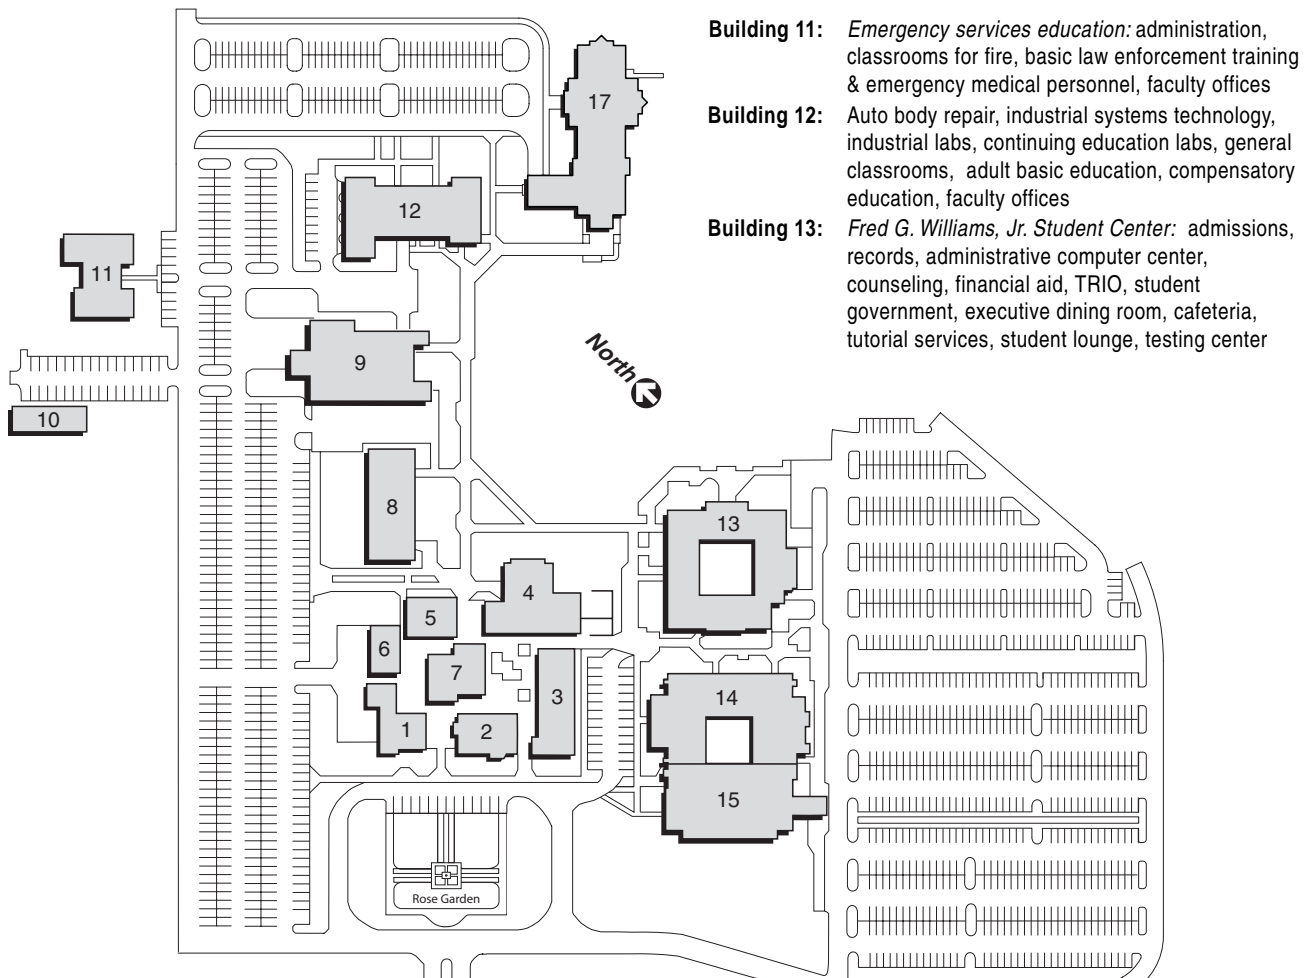 Building 11: Emergency services education: administration,
classrooms for fire, basic law enforcement training
& emergency medical personnel, faculty offices
Building 12: Auto body repair, industrial systems technology,
industrial labs, continuing education labs, general
classrooms, adult basic education, compensatory
education, faculty offices
Building 13: Fred G. Williams, Jr. Student Center: admissions,
records, administrative computer center,
counseling, financial aid, TRIO, student
government, executive dining room, cafeteria,
tutorial services, student lounge, testing center
17
12
11
9
North
10
8
13
4
5
6
7
3
14
1
2
15
Rose Garden